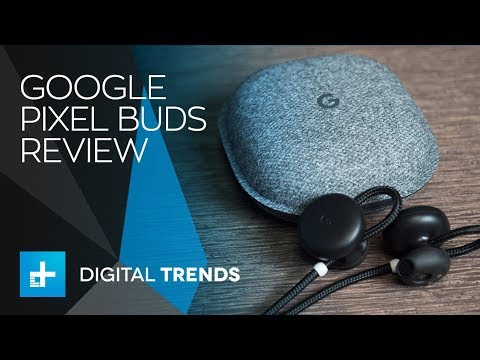 GOOGLE
PIXEL BUDS
REVIEW
G
DIGITAL TRENDS